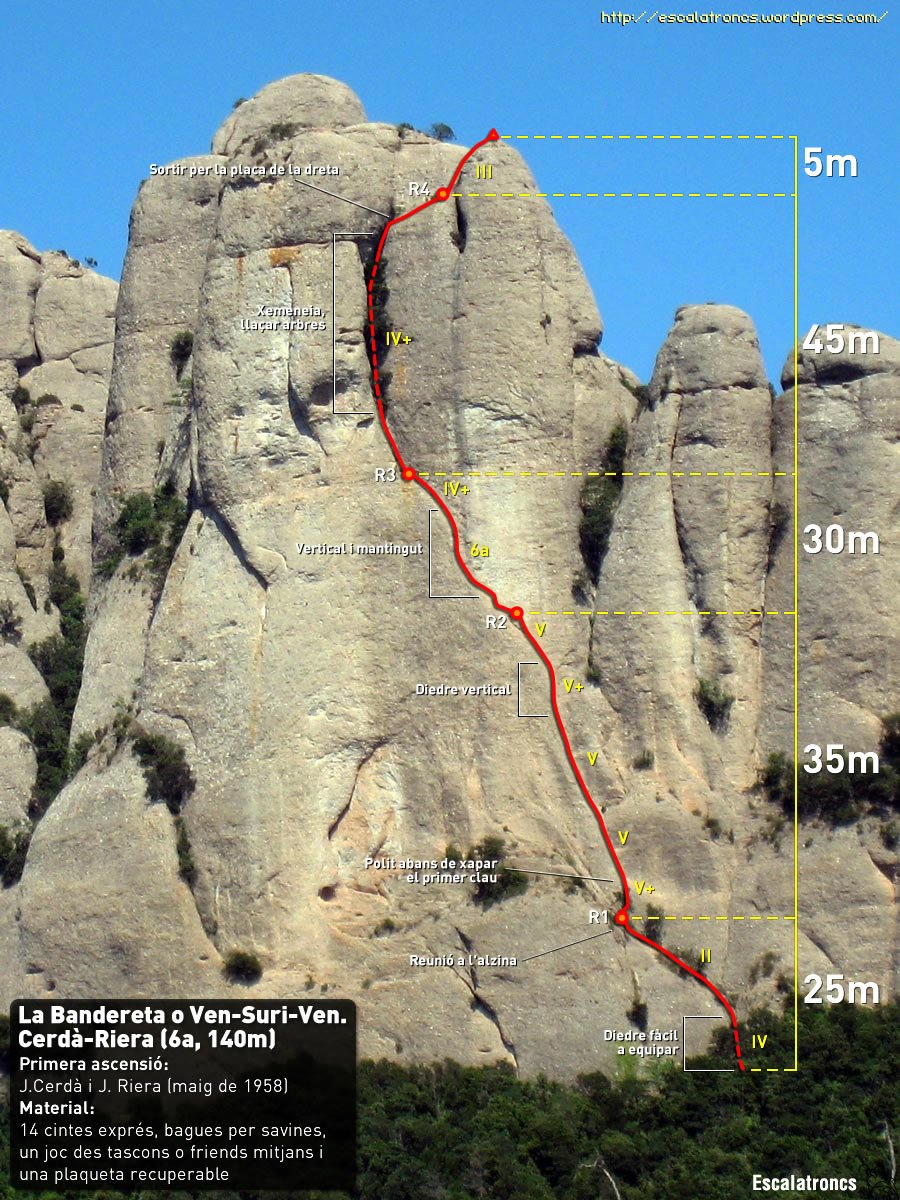 http://escalatroncs.wordpress.com/
5m
Sortir per la placa de la dreta
III
R4
Xemeneia,
llaçar arbres
IV+
45m
R3
IV+
Vertical i mantingut
6a
30m
R2
V
Diedre vertical
V+
V
35m
V
Polit abans de xapar
el primer clau
V+
R1
Reunió a l'alzina
II
25m
Diedre fàcil
a equipar
IV
La Bandereta o Ven-Suri-Ven.
Cerdà-Riera (6a, 140m)
Primera ascensió:
J.Cerdà i J. Riera (maig de 1958)
Material:
14 cintes exprés, bagues per savines,
un joc des tascons o friends mitjans i
una plaqueta recuperable
Escalatroncs